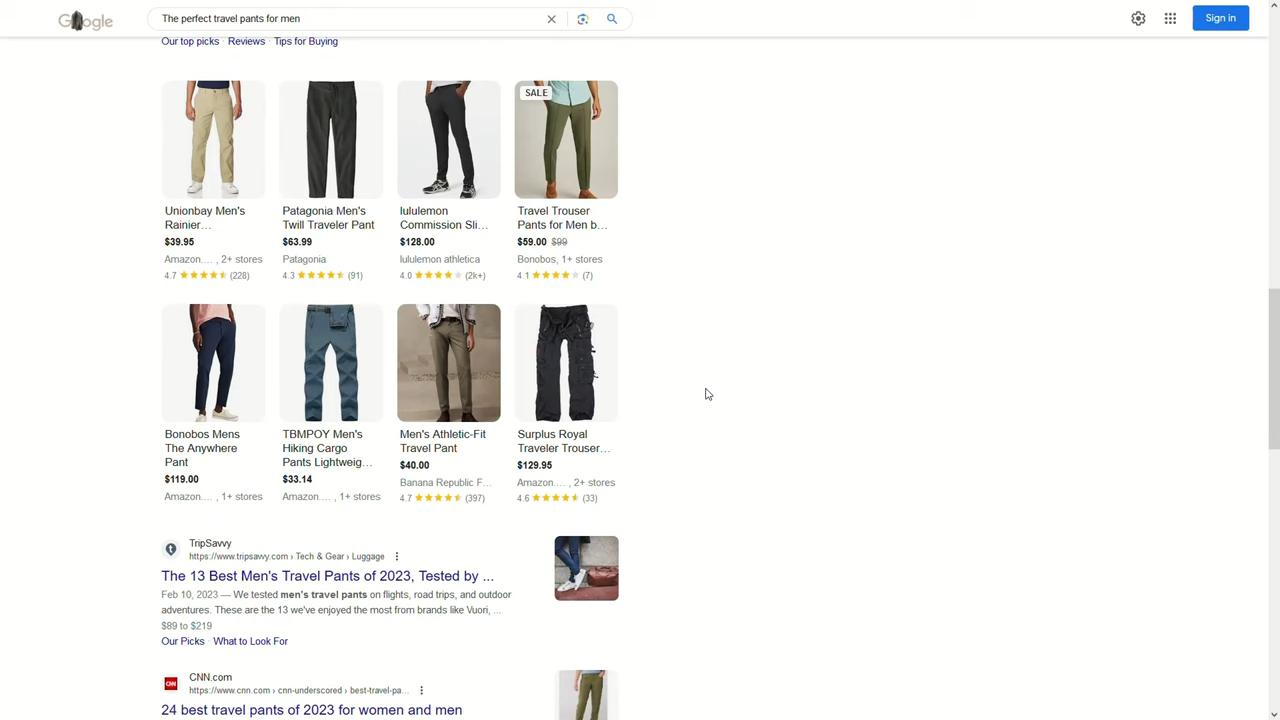 Google
The perfect travel pants for men
Sign in
Our top picks · Reviews · Tips for Buying
SALE
Unionbay Men's
Rainier...
$39.95
Amazon.... , 2+ stores
4.7 (228)
Patagonia Men's
Twill Traveler Pant
$63.99
Patagonia
4.3 (91)
lululemon
Commission Sli...
$128.00
lululemon athletica
4.0 (2k+)
Travel Trouser
Pants for Men b...
$59.00 $99
Bonobos, 1+ stores
4.1 (7)
Bonobos Mens
The Anywhere
Pant
$119.00
Amazon.... , 1+ stores
TBMPOY Men's
Hiking Cargo
Pants Lightweig...
$33.14
Amazon.... , 1+ stores
Men's Athletic-Fit
Travel Pant
$40.00
Banana Republic F...
4.7 (397)
Surplus Royal
Traveler Trouser...
$129.95
Amazon.... , 2+ stores
4.6 (33)
TripSavvy
https://www.tripsavvy.com › Tech & Gear › Luggage
The 13 Best Men's Travel Pants of 2023, Tested by ...
Feb 10, 2023 — We tested men's travel pants on flights, road trips, and outdoor
adventures. These are the 13 we've enjoyed the most from brands like Vuori, ...
$89 to $219
Our Picks · What to Look For
CNN
CNN.com
https://www.cnn.com › cnn-underscored › best-travel-pa...
24 best travel pants of 2023 for women and men